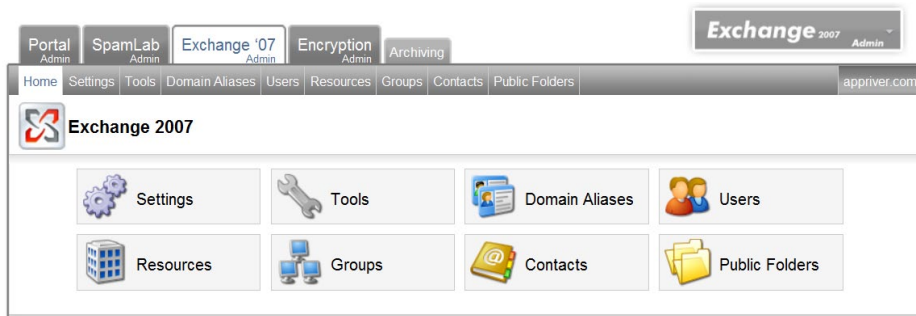 Exchange 2007 Admin
Portal Admin
SpamLab Admin
Exchange ‘07 Admin
Encryption Admin
Archiving
Home Settings Tools Domain Aliases Users Resources Groups Contacts Public Folders appriver.com
Exchange 2007
Settings Tools Domain Aliases Users
Resources Groups Contacts Public Folders